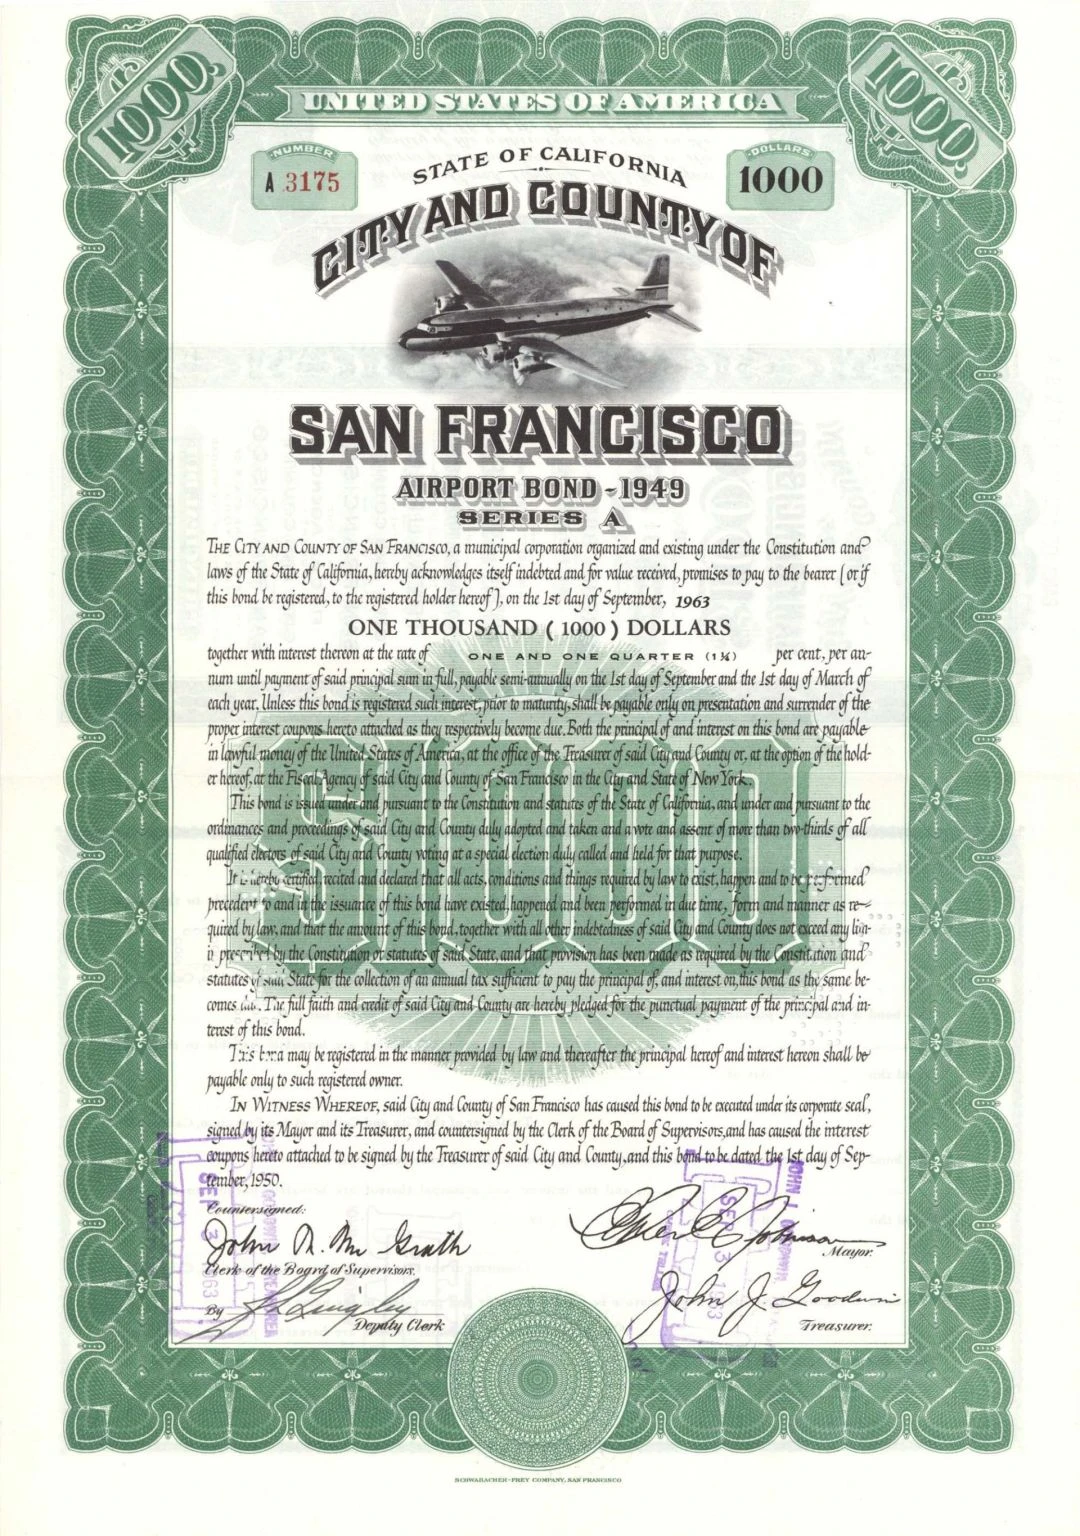 1000.
1000.
UNITED STATES OF AMERICA
NUMBER
A 3175
DOLLARS
1000
STATE OF CALIFORNIA
CITY AND COUNTY OF
SAN FRANCISCO
AIRPORT BOND - 1949
SERIES A
THE CITY AND COUNTY OF SAN FRANCISCO, a municipal corporation organized and existing under the Constitution and
laws of the State of California, hereby acknowledges itself indebted and for value received, promises to pay to the bearer (or if
this bond be registered, to the registered holder hereof), on the 1st day of September, 1963
ONE THOUSAND (1000) DOLLARS
together with interest thereon at the rate of ONE AND ONE QUARTER (1¼) per cent, per an-
num until payment of said principal sum in full, payable semi-annually on the 1st day of September and the 1st day of March of
each year. Unless this bond is registered such interest, prior to maturity, shall be payable only on presentation and surrender of the
proper interest coupons hereto attached as they respectively become due. Both the principal of and interest on this bond are payable
in lawful money of the United States of America, at the office of the Treasurer of said City and County or, at the option of the hold-
er hereof, at the Fiscal Agency of said City and County of San Francisco in the City and State of New York.
This bond is issued under and pursuant to the Constitution and statutes of the State of California, and under and pursuant to the
ordinances and proceedings of said City and County duly adopted and taken and a vote and assent of more than two-thirds of all
qualified electors of said City and County voting at a special election duly called and held for that purpose.
It is hereby certified, recited and declared that all acts, conditions and things required by law to exist, happen and to be performed
precedent to and in the issuance of this bond have existed, happened and been performed in due time, form and manner as re-
quired by law, and that the amount of this bond, together with all other indebtedness of said City and County does not exceed any lim-
it prescribed by the Constitution or statutes of said State, and that provision has been made as required by the Constitution and
statutes of said State for the collection of an annual tax sufficient to pay the principal of, and interest on, this bond as the same be-
comes due. The full faith and credit of said City and County are hereby pledged for the punctual payment of the principal and in-
terest of this bond.
This bond may be registered in the manner provided by law and thereafter the principal hereof and interest hereon shall be
payable only to such registered owner.
IN WITNESS WHEREOF, said City and County of San Francisco has caused this bond to be executed under its corporate seal,
signed by its Mayor and its Treasurer, and countersigned by the Clerk of the Board of Supervisors, and has caused the interest
coupons hereto attached to be signed by the Treasurer of said City and County, and this bond to be dated the 1st day of Sep-
tember, 1950.
$1000
Countersigned:
John R. McGrath
Clerk of the Board of Supervisors.
By
Deputy Clerk
Mayor.
John J. Goodwin
Treasurer.
SEP 3 1963
SEP 3 1963
SCHWABACHER-FREY COMPANY, SAN FRANCISCO